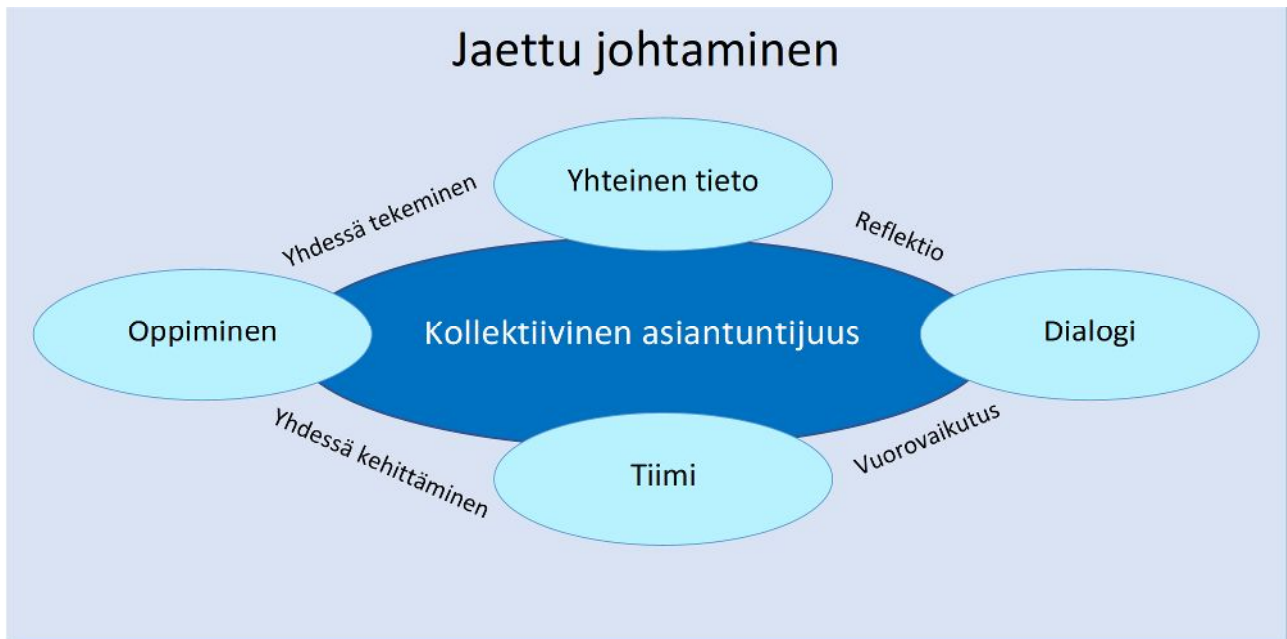 Jaettu johtaminen
Yhteinen tieto
Yhdessä tekeminen
Reflektio
Oppiminen
Kollektiivinen asiantuntijuus
Dialogi
Yhdessä kehittäminen
Tiimi
Vuorovaikutus